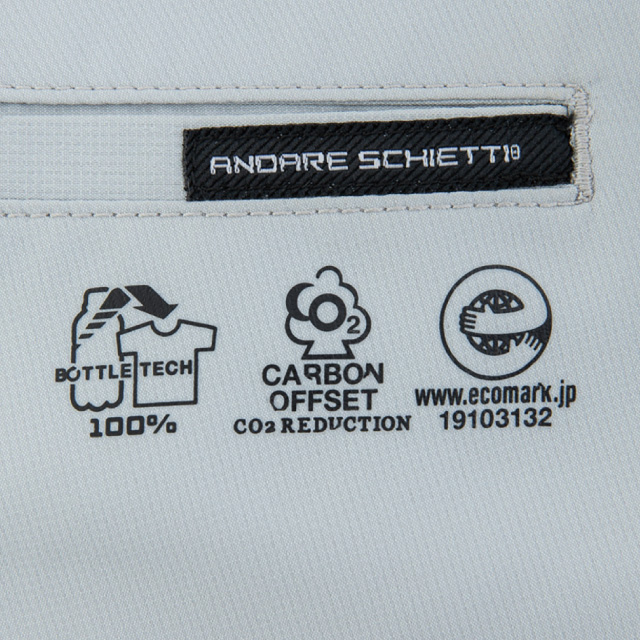 ANDARE SCHIETTI®
BOTTLE TECH
100%
CO2
CARBON
OFFSET
CO2 REDUCTION
www.ecomark.jp
19103132